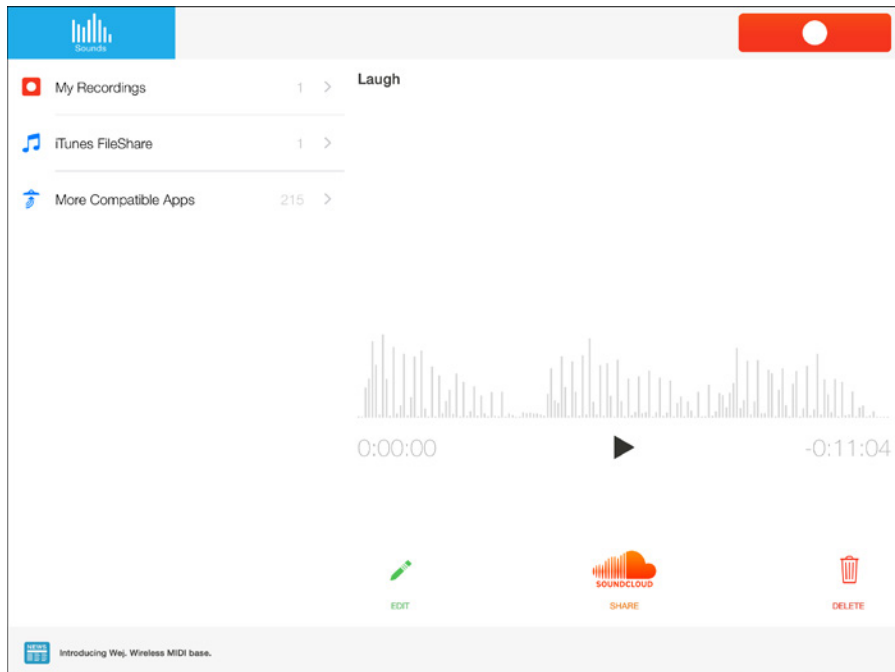 Sounds
My Recordings 1
iTunes FileShare 1
More Compatible Apps 215
Laugh
0:00:00 -0:11:04
SOUNDCLOUD
EDIT SHARE DELETE
NEWS
Introducing Wej. Wireless MIDI base.